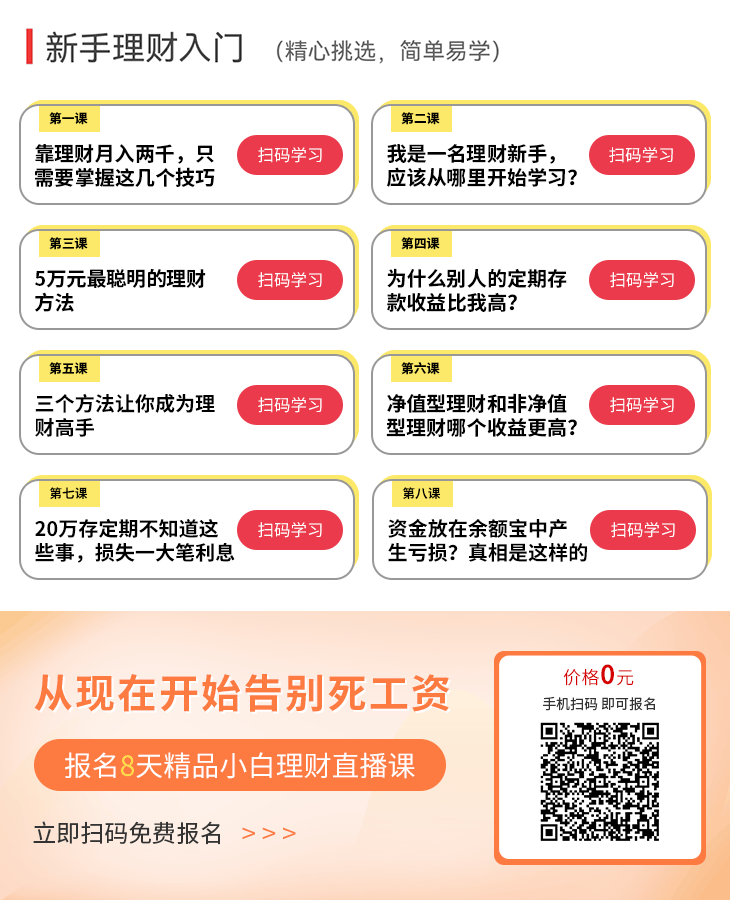 新手理财入门 (精心挑选，简单易学)
第一课
靠理财月入两千，只
需要掌握这几个技巧
扫码学习
第二课
我是一名理财新手，
应该从哪里开始学习？
扫码学习
第三课
5万元最聪明的理财
方法
扫码学习
第四课
为什么别人的定期存
款收益比我高？
扫码学习
第五课
三个方法让你成为理
财高手
扫码学习
第六课
净值型理财和非净值
型理财哪个收益更高？
扫码学习
第七课
20万存定期不知道这
些事，损失一大笔利息
扫码学习
第八课
资金放在余额宝中产
生亏损？真相是这样的
扫码学习
从现在开始告别死工资
报名8天精品小白理财直播课
立即扫码免费报名 > > >
价格0元
手机扫码 即可报名